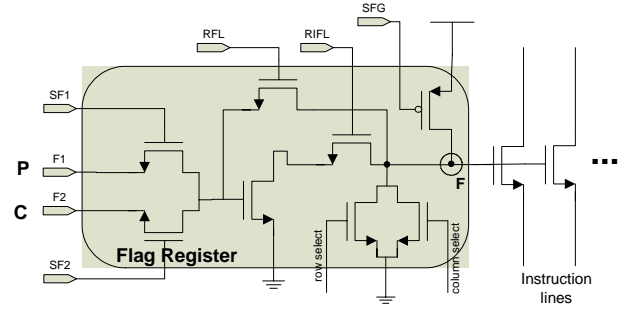 SFG
RFL
RIFL
SF1
P
F1
C
F2
F
Flag Register
row select
column select
SF2
Instruction
lines
...